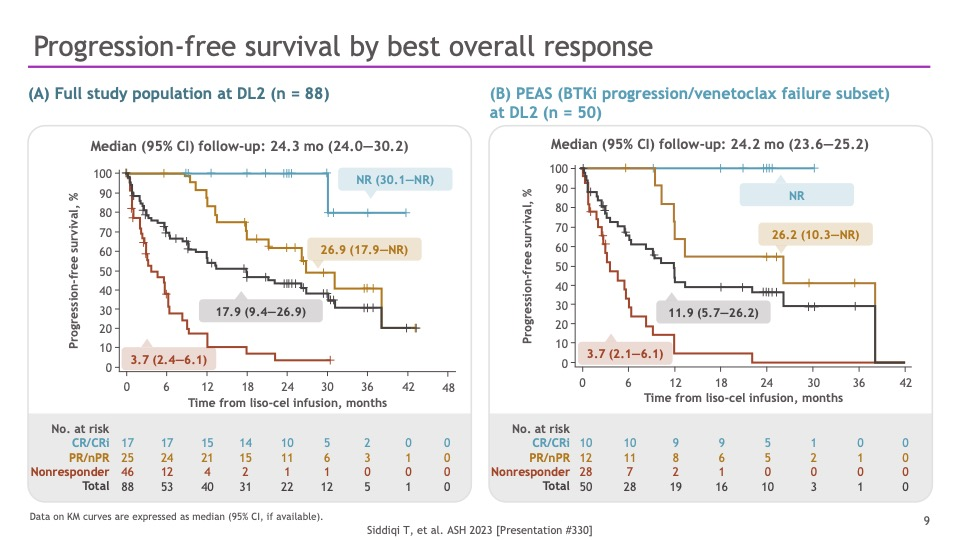 Progression-free survival by best overall response
(A) Full study population at DL2 (n = 88)
Median (95% CI) follow-up: 24.3 mo (24.0—30.2)
Progression-free survival, %
100
90
80
70
60
50
40
30
20
10
0
NR (30.1—NR)
26.9 (17.9—NR)
17.9 (9.4—26.9)
3.7 (2.4—6.1)
0 6 12 18 24 30 36 42 48
Time from liso-cel infusion, months
No. at risk
CR/CRi 17 17 15 14 10 5 2 0 0
PR/nPR 25 24 21 15 11 6 3 1 0
Nonresponder 46 12 4 2 1 1 0 0 0
Total 88 53 40 31 22 12 5 1 0
(B) PEAS (BTKi progression/venetoclax failure subset)
at DL2 (n = 50)
Median (95% CI) follow-up: 24.2 mo (23.6—25.2)
Progression-free survival, %
100
90
80
70
60
50
40
30
20
10
0
NR
26.2 (10.3—NR)
11.9 (5.7—26.2)
3.7 (2.1—6.1)
0 6 12 18 24 30 36 42
Time from liso-cel infusion, months
No. at risk
CR/CRi 10 10 9 9 5 1 0 0
PR/nPR 12 11 8 6 5 2 1 0
Nonresponder 28 7 2 1 0 0 0 0
Total 50 28 19 16 10 3 1 0
Data on KM curves are expressed as median (95% CI, if available).
Siddiqi T, et al. ASH 2023 [Presentation #330]
9